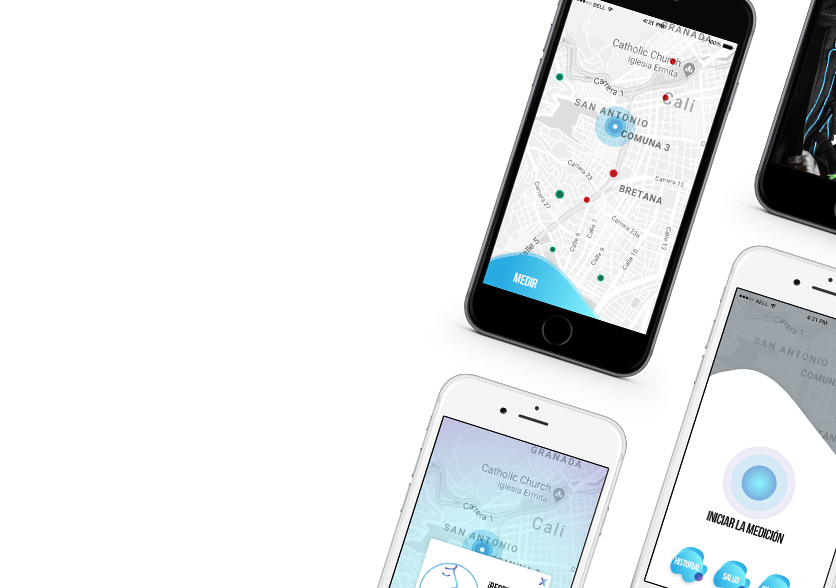 BELL
4:21 PM
100%
GRANADA
Catholic Church
Iglesia Ermita
Carrera 1
Cali
SAN ANTONIO
COMUNA 3
Carrera 23
Carrera 15
BRETANA
Carrera 27
Calle 7
Carrera 23a
Calle 13
Calle 6
Calle 9
Calle 10
alle 5
MEDIR
BELL
4:21 PM
Carrera 1
SAN ANTONIO
COMUN
INICIAR LA MEDICIÓN
HISTORIAL
SALUD
GRANADA
Catholic Church
Iglesia Ermita
Carrera 1
Cali
SAN ANTONIO
X